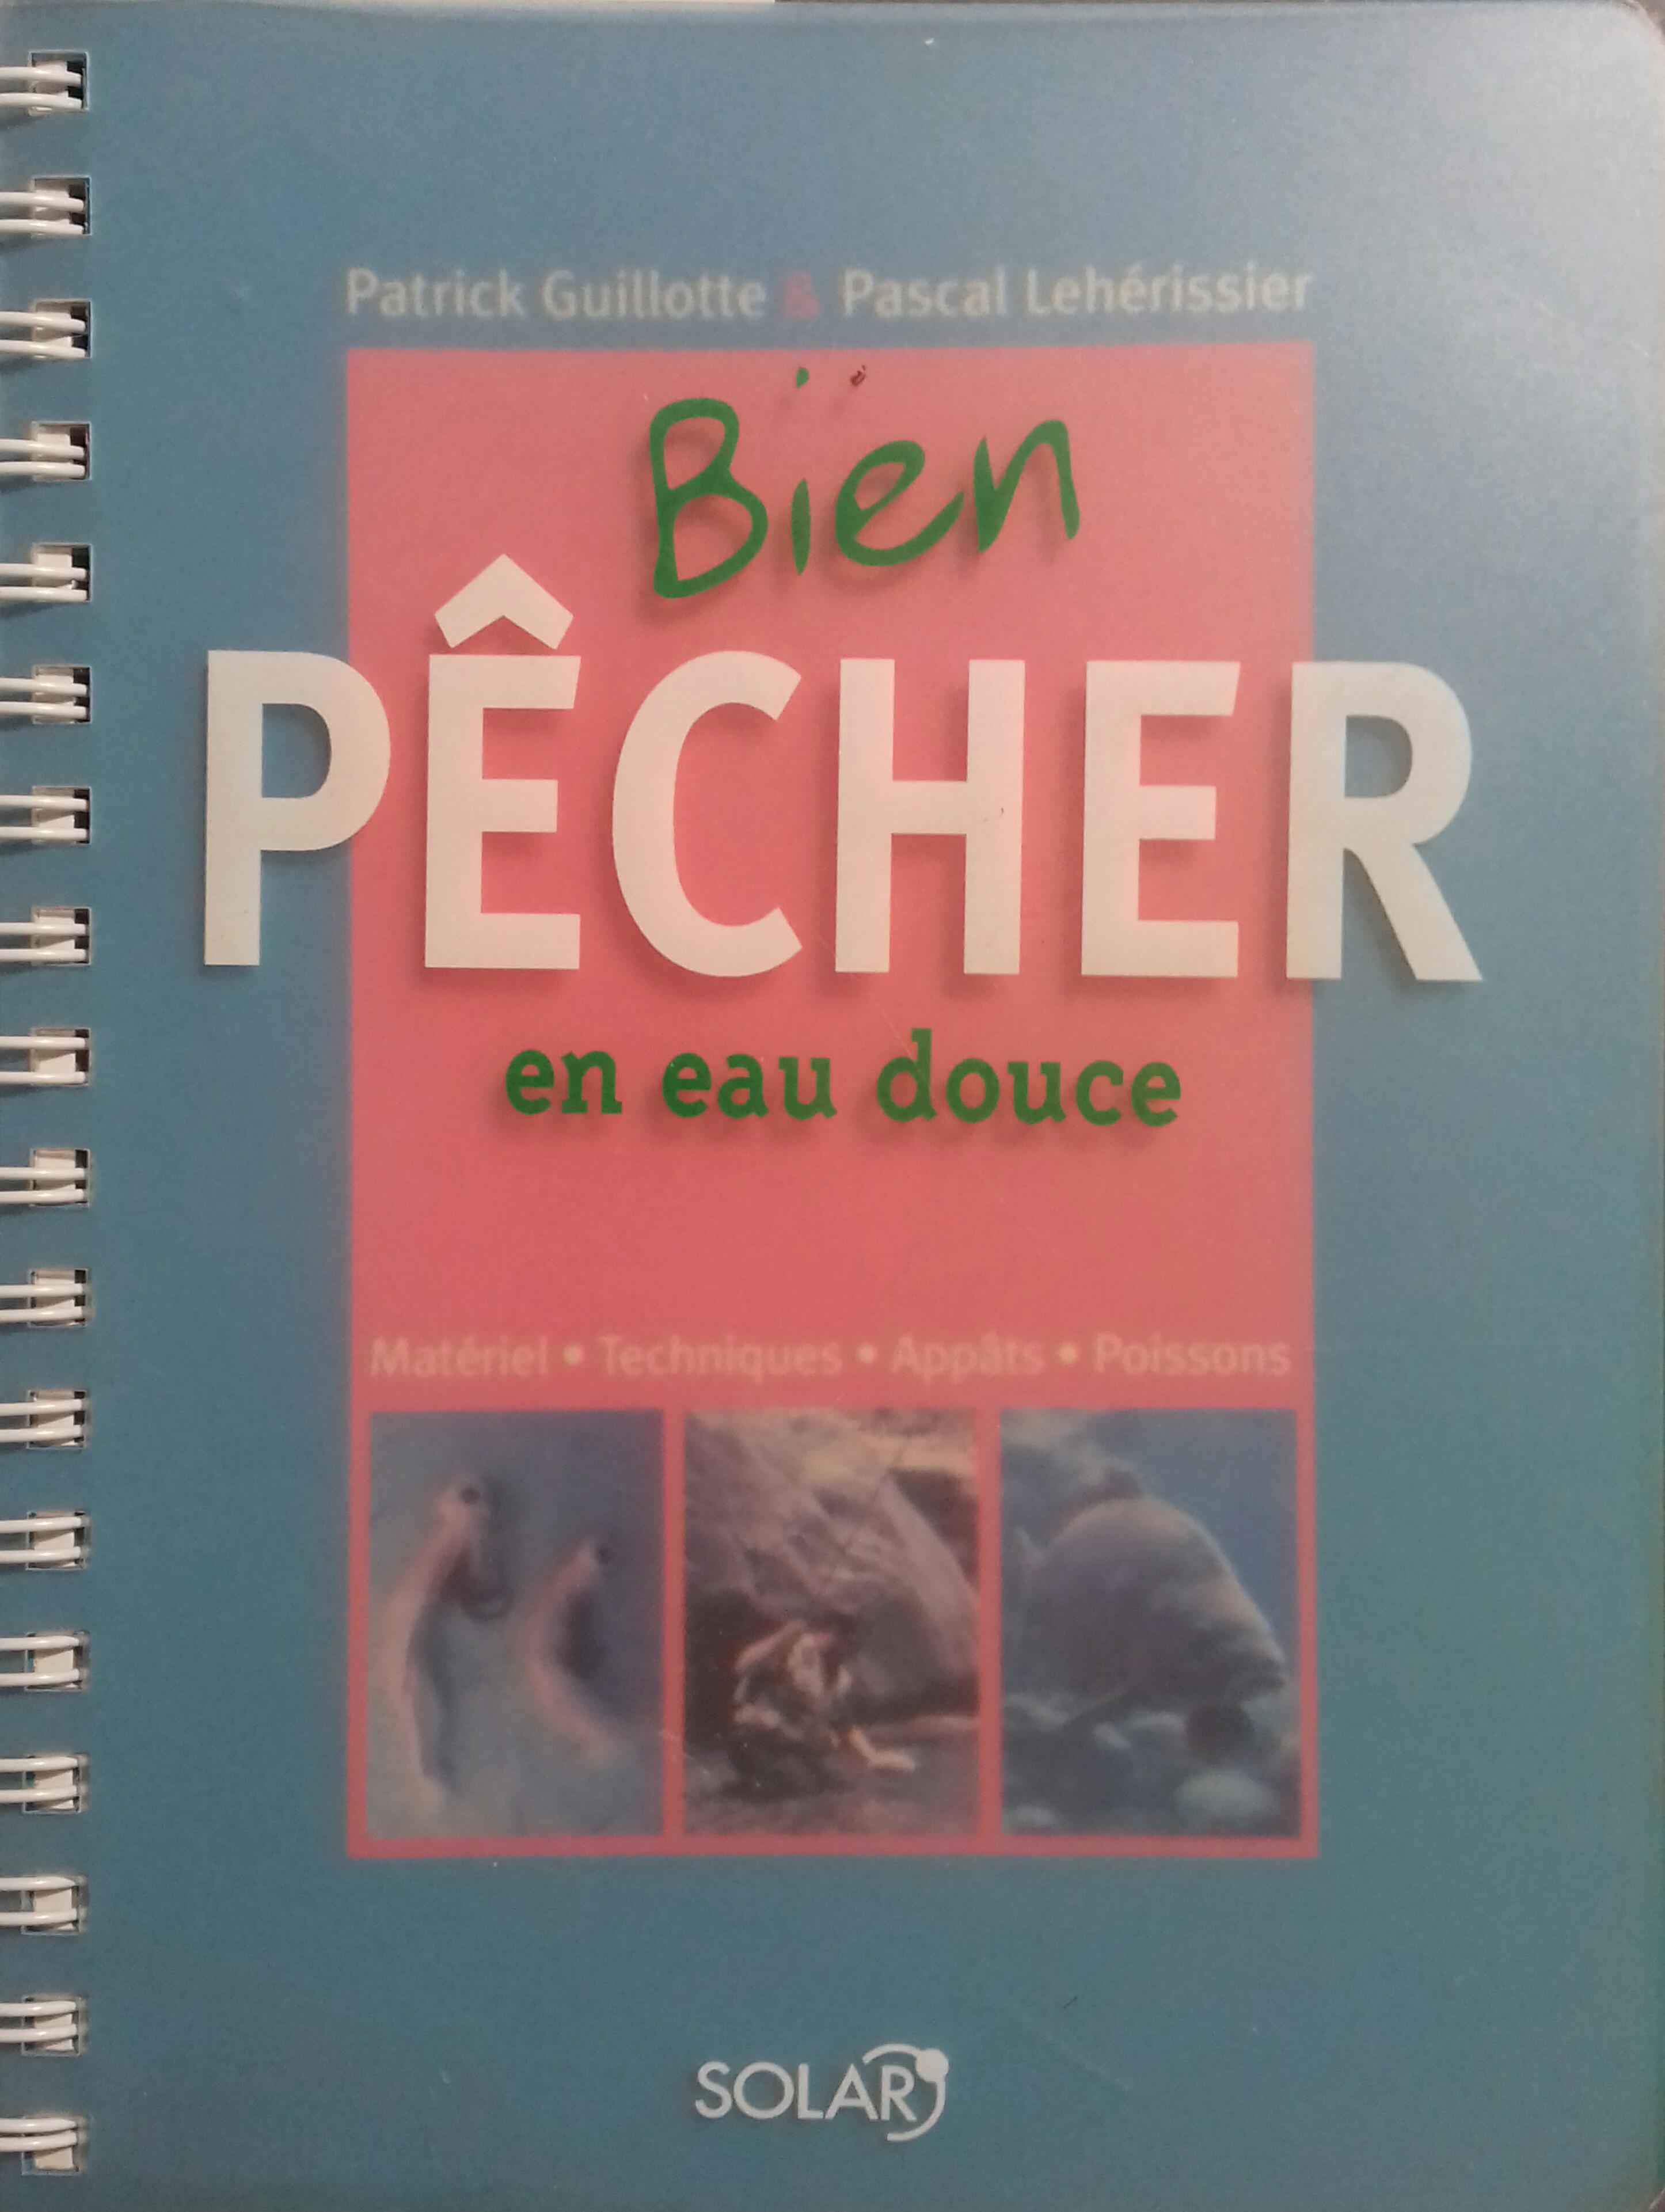 Patrick Guillotte & Pascal Lehérissier
Bien
PÊCHER
en eau douce
Matériel • Techniques • Appâts • Poissons
SOLAR